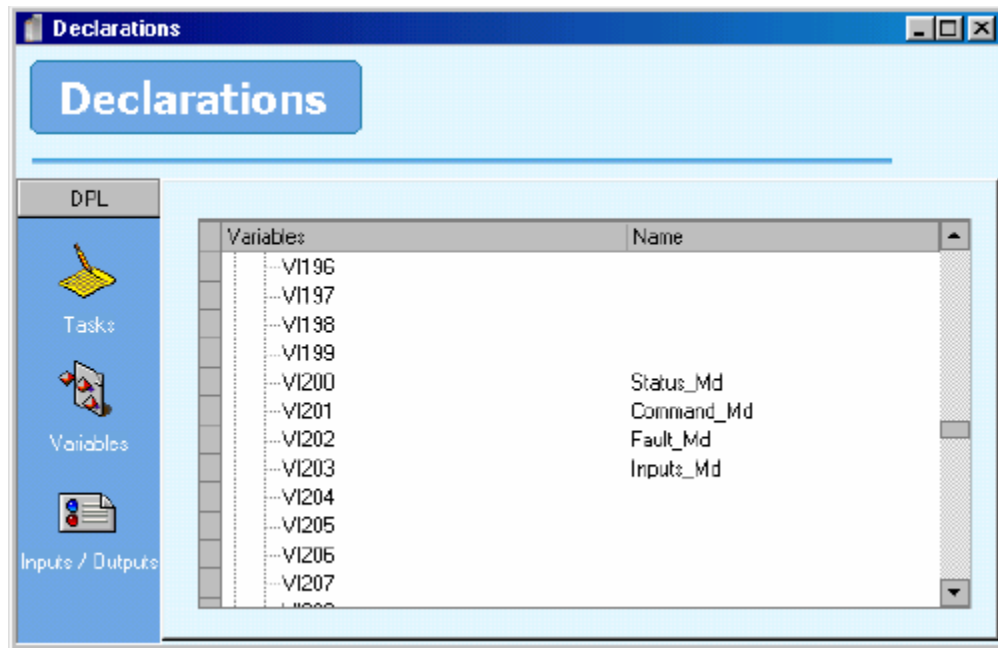 Declarations
Declarations
DPL
Tasks
Variables
Inputs / Outputs
Variables Name
VI196
VI197
VI198
VI199
VI200 Status_Md
VI201 Command_Md
VI202 Fault_Md
VI203 Inputs_Md
VI204
VI205
VI206
VI207